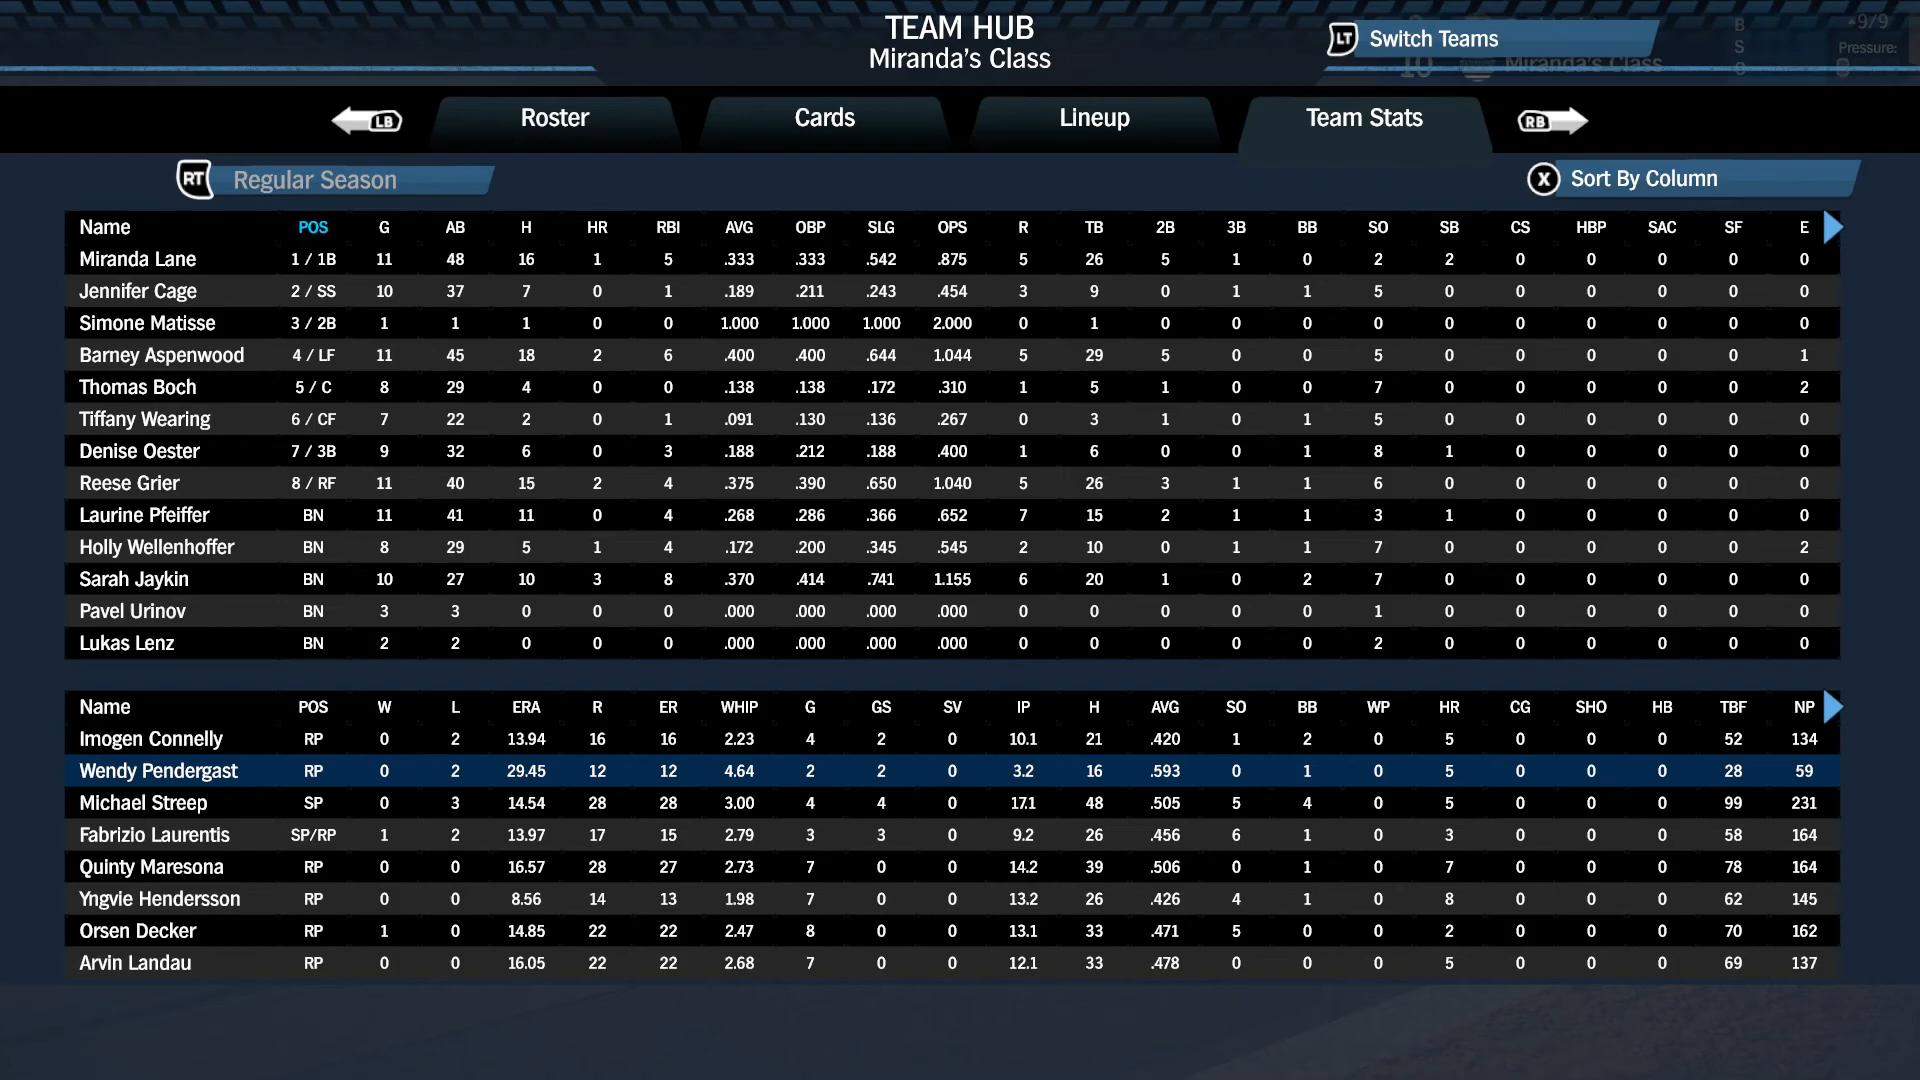 TEAM HUB
Miranda's Class
LT Switch Teams
Miranda's Class
10
B
S
O
9/9
Pressure:
LB Roster Cards Lineup Team Stats RB
RT Regular Season
X Sort By Column
Name POS G AB H HR RBI AVG OBP SLG OPS R TB 2B 3B BB SO SB CS HBP SAC SF E
Miranda Lane 1 / 1B 11 48 16 1 5 .333 .333 .542 .875 5 26 5 1 0 2 2 0 0 0 0 0
Jennifer Cage 2 / SS 10 37 7 0 1 .189 .211 .243 .454 3 9 0 1 1 5 0 0 0 0 0 0
Simone Matisse 3 / 2B 1 1 1 0 0 1.000 1.000 1.000 2.000 0 1 0 0 0 0 0 0 0 0 0 0
Barney Aspenwood 4 / LF 11 45 18 2 6 .400 .400 .644 1.044 5 29 5 0 0 5 0 0 0 0 0 1
Thomas Boch 5 / C 8 29 4 0 0 .138 .138 .172 .310 1 5 1 0 0 7 0 0 0 0 0 2
Tiffany Wearing 6 / CF 7 22 2 0 1 .091 .130 .136 .267 0 3 1 0 1 5 0 0 0 0 0 0
Denise Oester 7 / 3B 9 32 6 0 3 .188 .212 .188 .400 1 6 0 0 1 8 1 0 0 0 0 0
Reese Grier 8 / RF 11 40 15 2 4 .375 .390 .650 1.040 5 26 3 1 1 6 0 0 0 0 0 0
Laurine Pfeiffer BN 11 41 11 0 4 .268 .286 .366 .652 7 15 2 1 1 3 1 0 0 0 0 0
Holly Wellenhoffer BN 8 29 5 1 4 .172 .200 .345 .545 2 10 0 1 1 7 0 0 0 0 0 2
Sarah Jaykin BN 10 27 10 3 8 .370 .414 .741 1.155 6 20 1 0 2 7 0 0 0 0 0 0
Pavel Urinov BN 3 3 0 0 0 .000 .000 .000 .000 0 0 0 0 0 1 0 0 0 0 0 0
Lukas Lenz BN 2 2 0 0 0 .000 .000 .000 .000 0 0 0 0 0 2 0 0 0 0 0 0
Name POS W L ERA R ER WHIP G GS SV IP H AVG SO BB WP HR CG SHO HB TBF NP
Imogen Connelly RP 0 2 13.94 16 16 2.23 4 2 0 10.1 21 .420 1 2 0 5 0 0 0 52 134
Wendy Pendergast RP 0 2 29.45 12 12 4.64 2 2 0 3.2 16 .593 0 1 0 5 0 0 0 28 59
Michael Streep SP 0 3 14.54 28 28 3.00 4 4 0 17.1 48 .505 5 4 0 5 0 0 0 99 231
Fabrizio Laurentis SP/RP 1 2 13.97 17 15 2.79 3 3 0 9.2 26 .456 6 1 0 3 0 0 0 58 164
Quinty Maresona RP 0 0 16.57 28 27 2.73 7 0 0 14.2 39 .506 0 1 0 7 0 0 0 78 164
Yngvie Hendersson RP 0 0 8.56 14 13 1.98 7 0 0 13.2 26 .426 4 1 0 8 0 0 0 62 145
Orsen Decker RP 1 0 14.85 22 22 2.47 8 0 0 13.1 33 .471 5 0 0 2 0 0 0 70 162
Arvin Landau RP 0 0 16.05 22 22 2.68 7 0 0 12.1 33 .478 0 0 0 5 0 0 0 69 137